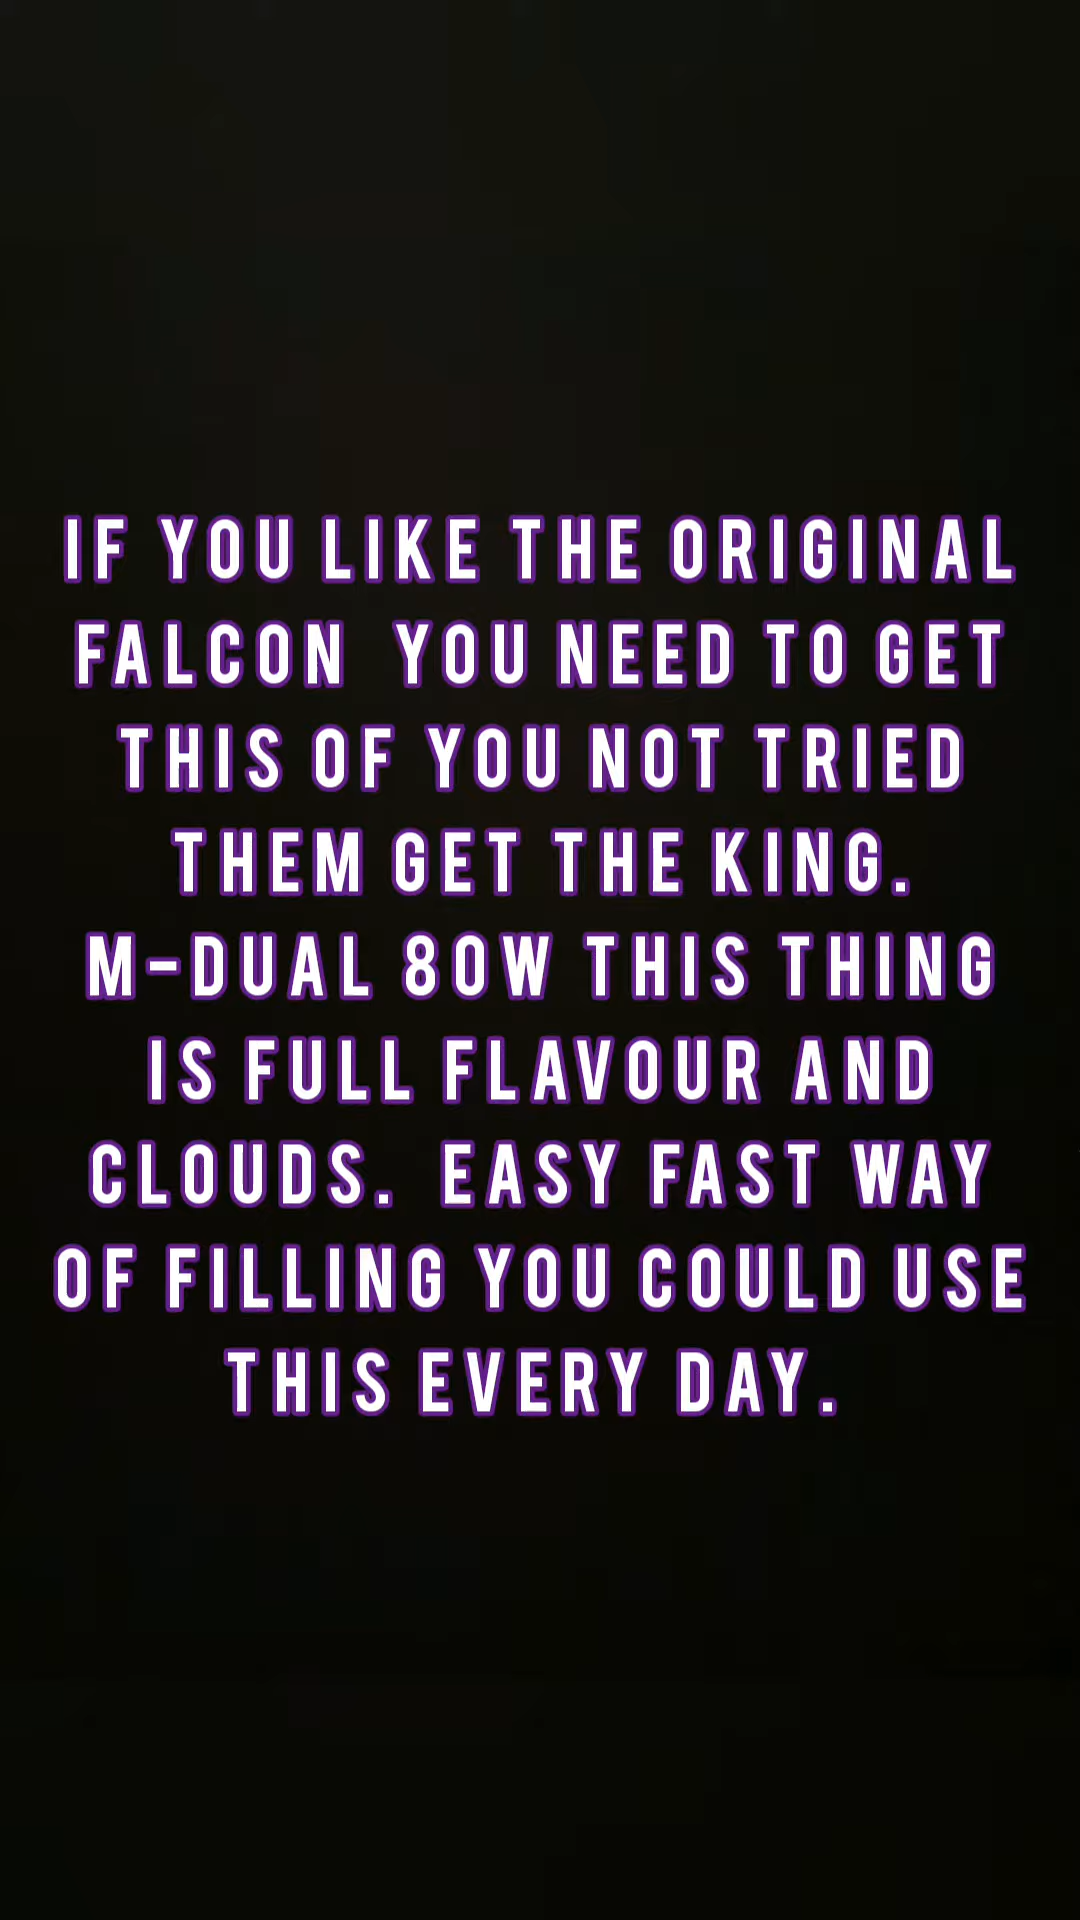 IF YOU LIKE THE ORIGINAL
FALCON YOU NEED TO GET
THIS OF YOU NOT TRIED
THEM GET THE KING.
M-DUAL 80W THIS THING
IS FULL FLAVOUR AND
CLOUDS. EASY FAST WAY
OF FILLING YOU COULD USE
THIS EVERY DAY.